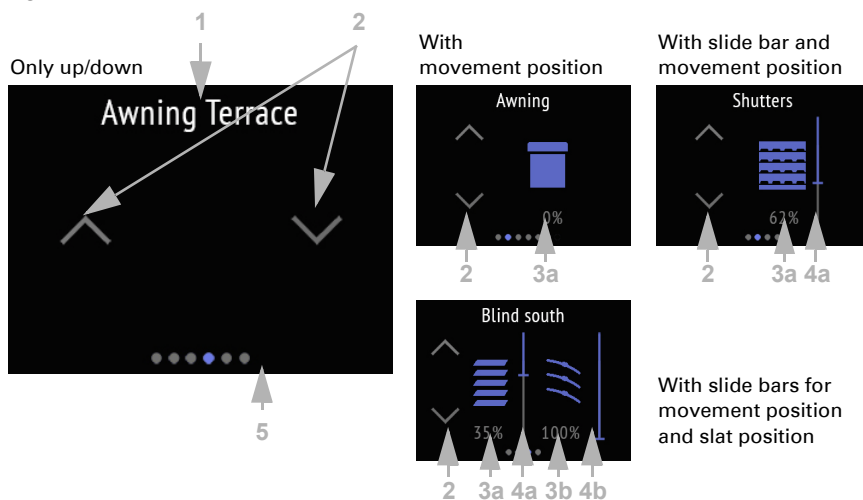 1
2
Only up/down
Awning Terrace
5
With
movement position
Awning
0%
2
3a
With slide bar and
movement position
Shutters
62%
2
3a
4a
Blind south
35%
100%
2
3a
4a
3b
4b
With slide bars for
movement position
and slat position